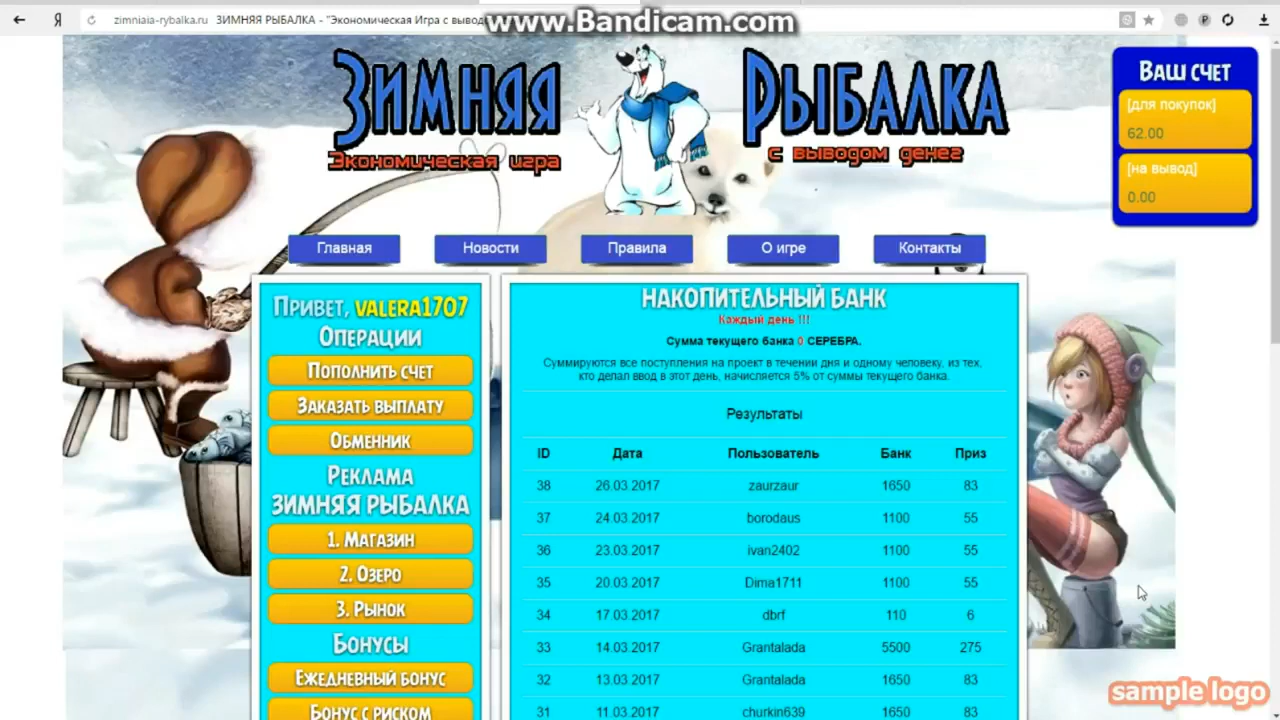 zimniaia-rybalka.ru ЗИМНЯЯ РЫБАЛКА - "Экономическая Игра с вывод
www.Bandicam.com
Зимняя Рыбалка
Экономическая игра с выводом денег
Ваш счет
[для покупок]
62.00
[на вывод]
0.00
Главная Новости Правила О игре Контакты
Привет, valera1707
Операции
Пополнить счет
Заказать выплату
Обменник
Реклама
ЗИМНЯЯ РЫБАЛКА
1. Магазин
2. Озеро
3. Рынок
Бонусы
Ежедневный бонус
Бонус с риском
НАКОПИТЕЛЬНЫЙ БАНК
Каждый день !!!
Сумма текущего банка 0 СЕРЕБРА.
Суммируются все поступления на проект в течении дня и одному человеку, из тех,
кто делал ввод в этот день, начисляется 5% от суммы текущего банка.
Результаты
ID Дата Пользователь Банк Приз
38 26.03.2017 zaurzaur 1650 83
37 24.03.2017 borodaus 1100 55
36 23.03.2017 ivan2402 1100 55
35 20.03.2017 Dima1711 1100 55
34 17.03.2017 dbrf 110 6
33 14.03.2017 Grantalada 5500 275
32 13.03.2017 Grantalada 1650 83
31 11.03.2017 churkin639 1650 83
sample logo